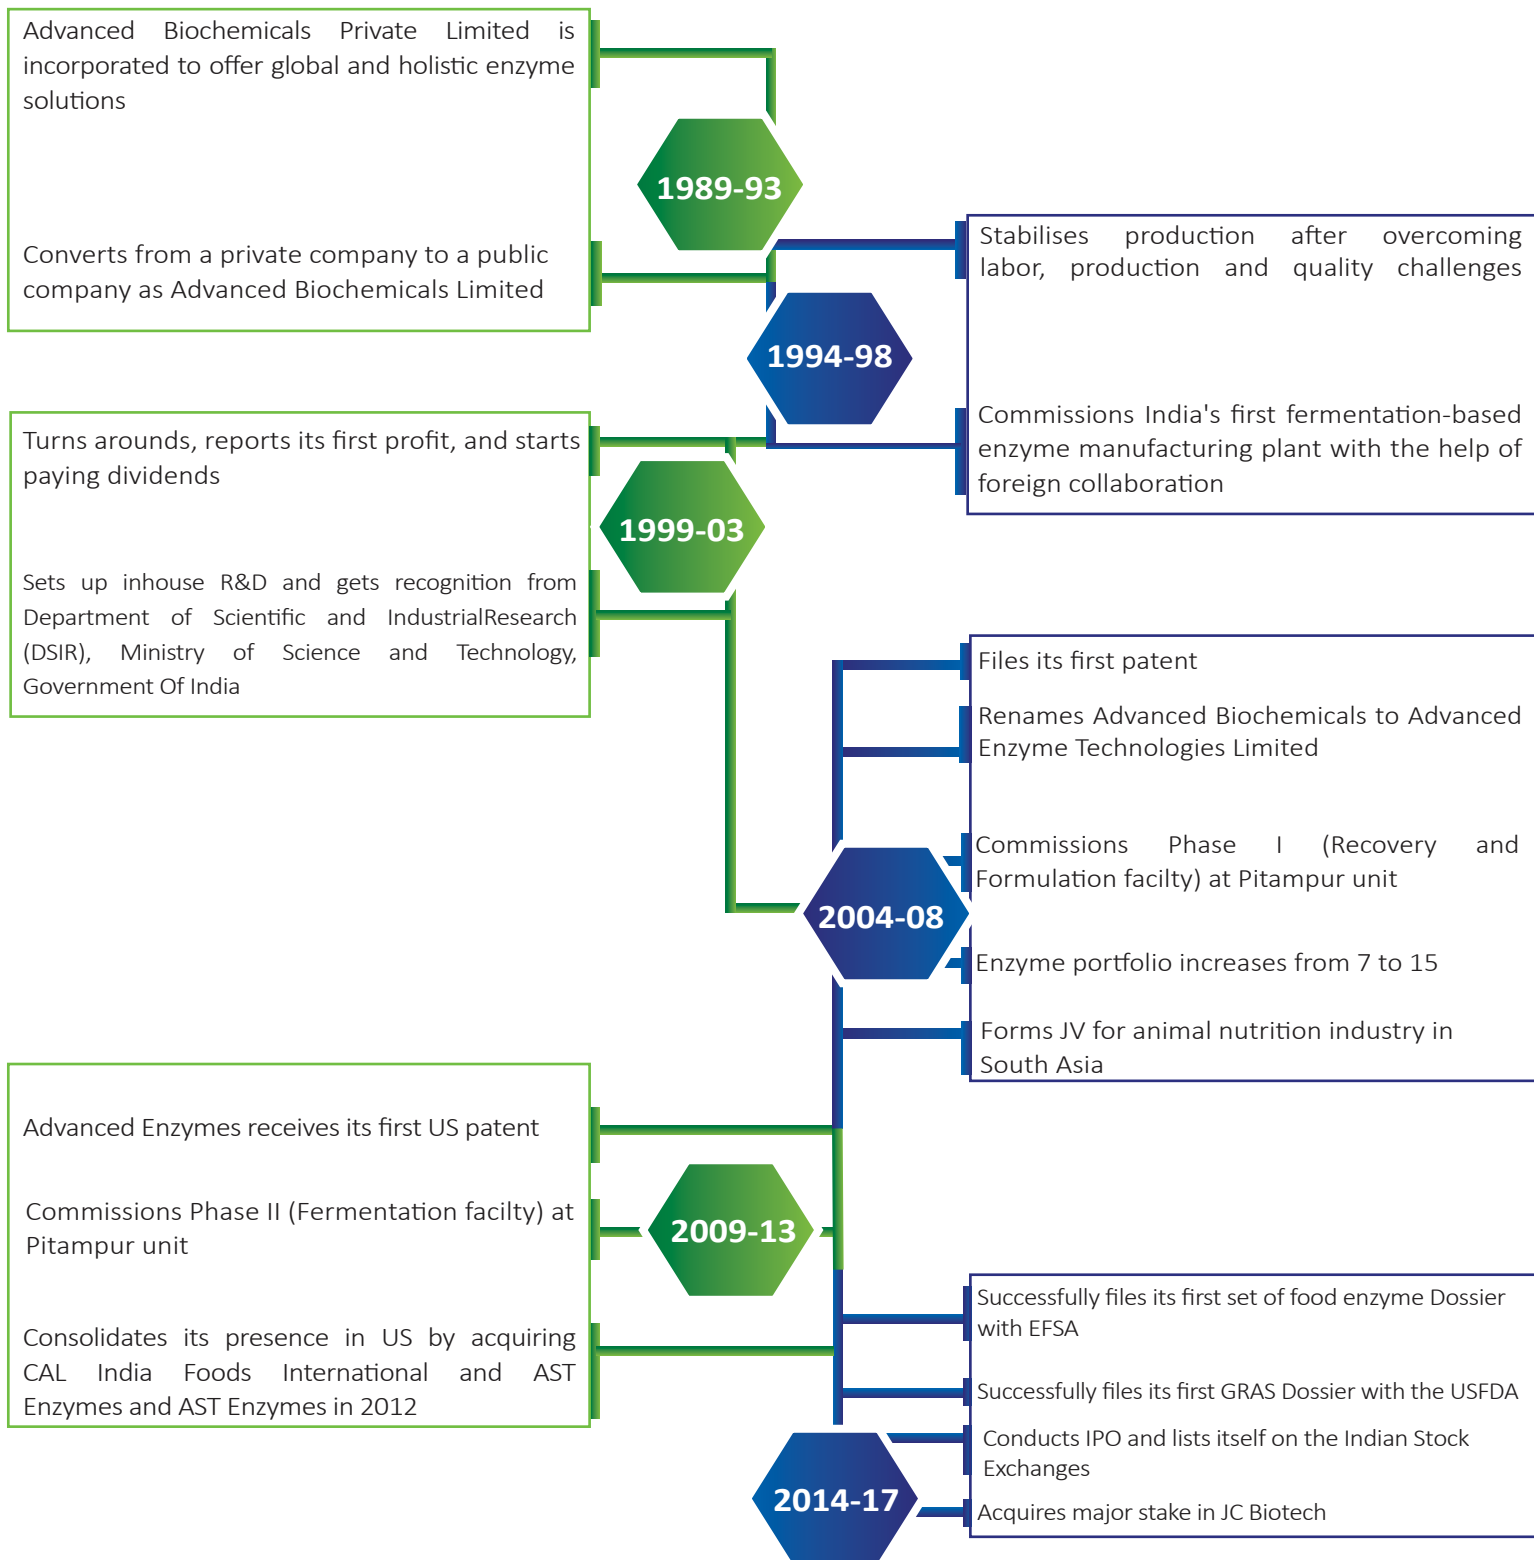 Advanced Biochemicals Private Limited is
incorporated to offer global and holistic enzyme
solutions
Converts from a private company to a public
company as Advanced Biochemicals Limited
1989-93
Stabilises production after overcoming
labor, production and quality challenges
Commissions India's first fermentation-based
enzyme manufacturing plant with the help of
foreign collaboration
1994-98
Turns arounds, reports its first profit, and starts
paying dividends
Sets up inhouse R&D and gets recognition from
Department of Scientific and IndustrialResearch
(DSIR), Ministry of Science and Technology,
Government Of India
1999-03
Files its first patent
Renames Advanced Biochemicals to Advanced
Enzyme Technologies Limited
Commissions Phase I (Recovery and
Formulation facilty) at Pitampur unit
Enzyme portfolio increases from 7 to 15
Forms JV for animal nutrition industry in
South Asia
2004-08
Advanced Enzymes receives its first US patent
Commissions Phase II (Fermentation facilty) at
Pitampur unit
Consolidates its presence in US by acquiring
CAL India Foods International and AST
Enzymes and AST Enzymes in 2012
2009-13
Successfully files its first set of food enzyme Dossier
with EFSA
Successfully files its first GRAS Dossier with the USFDA
Conducts IPO and lists itself on the Indian Stock
Exchanges
Acquires major stake in JC Biotech
2014-17